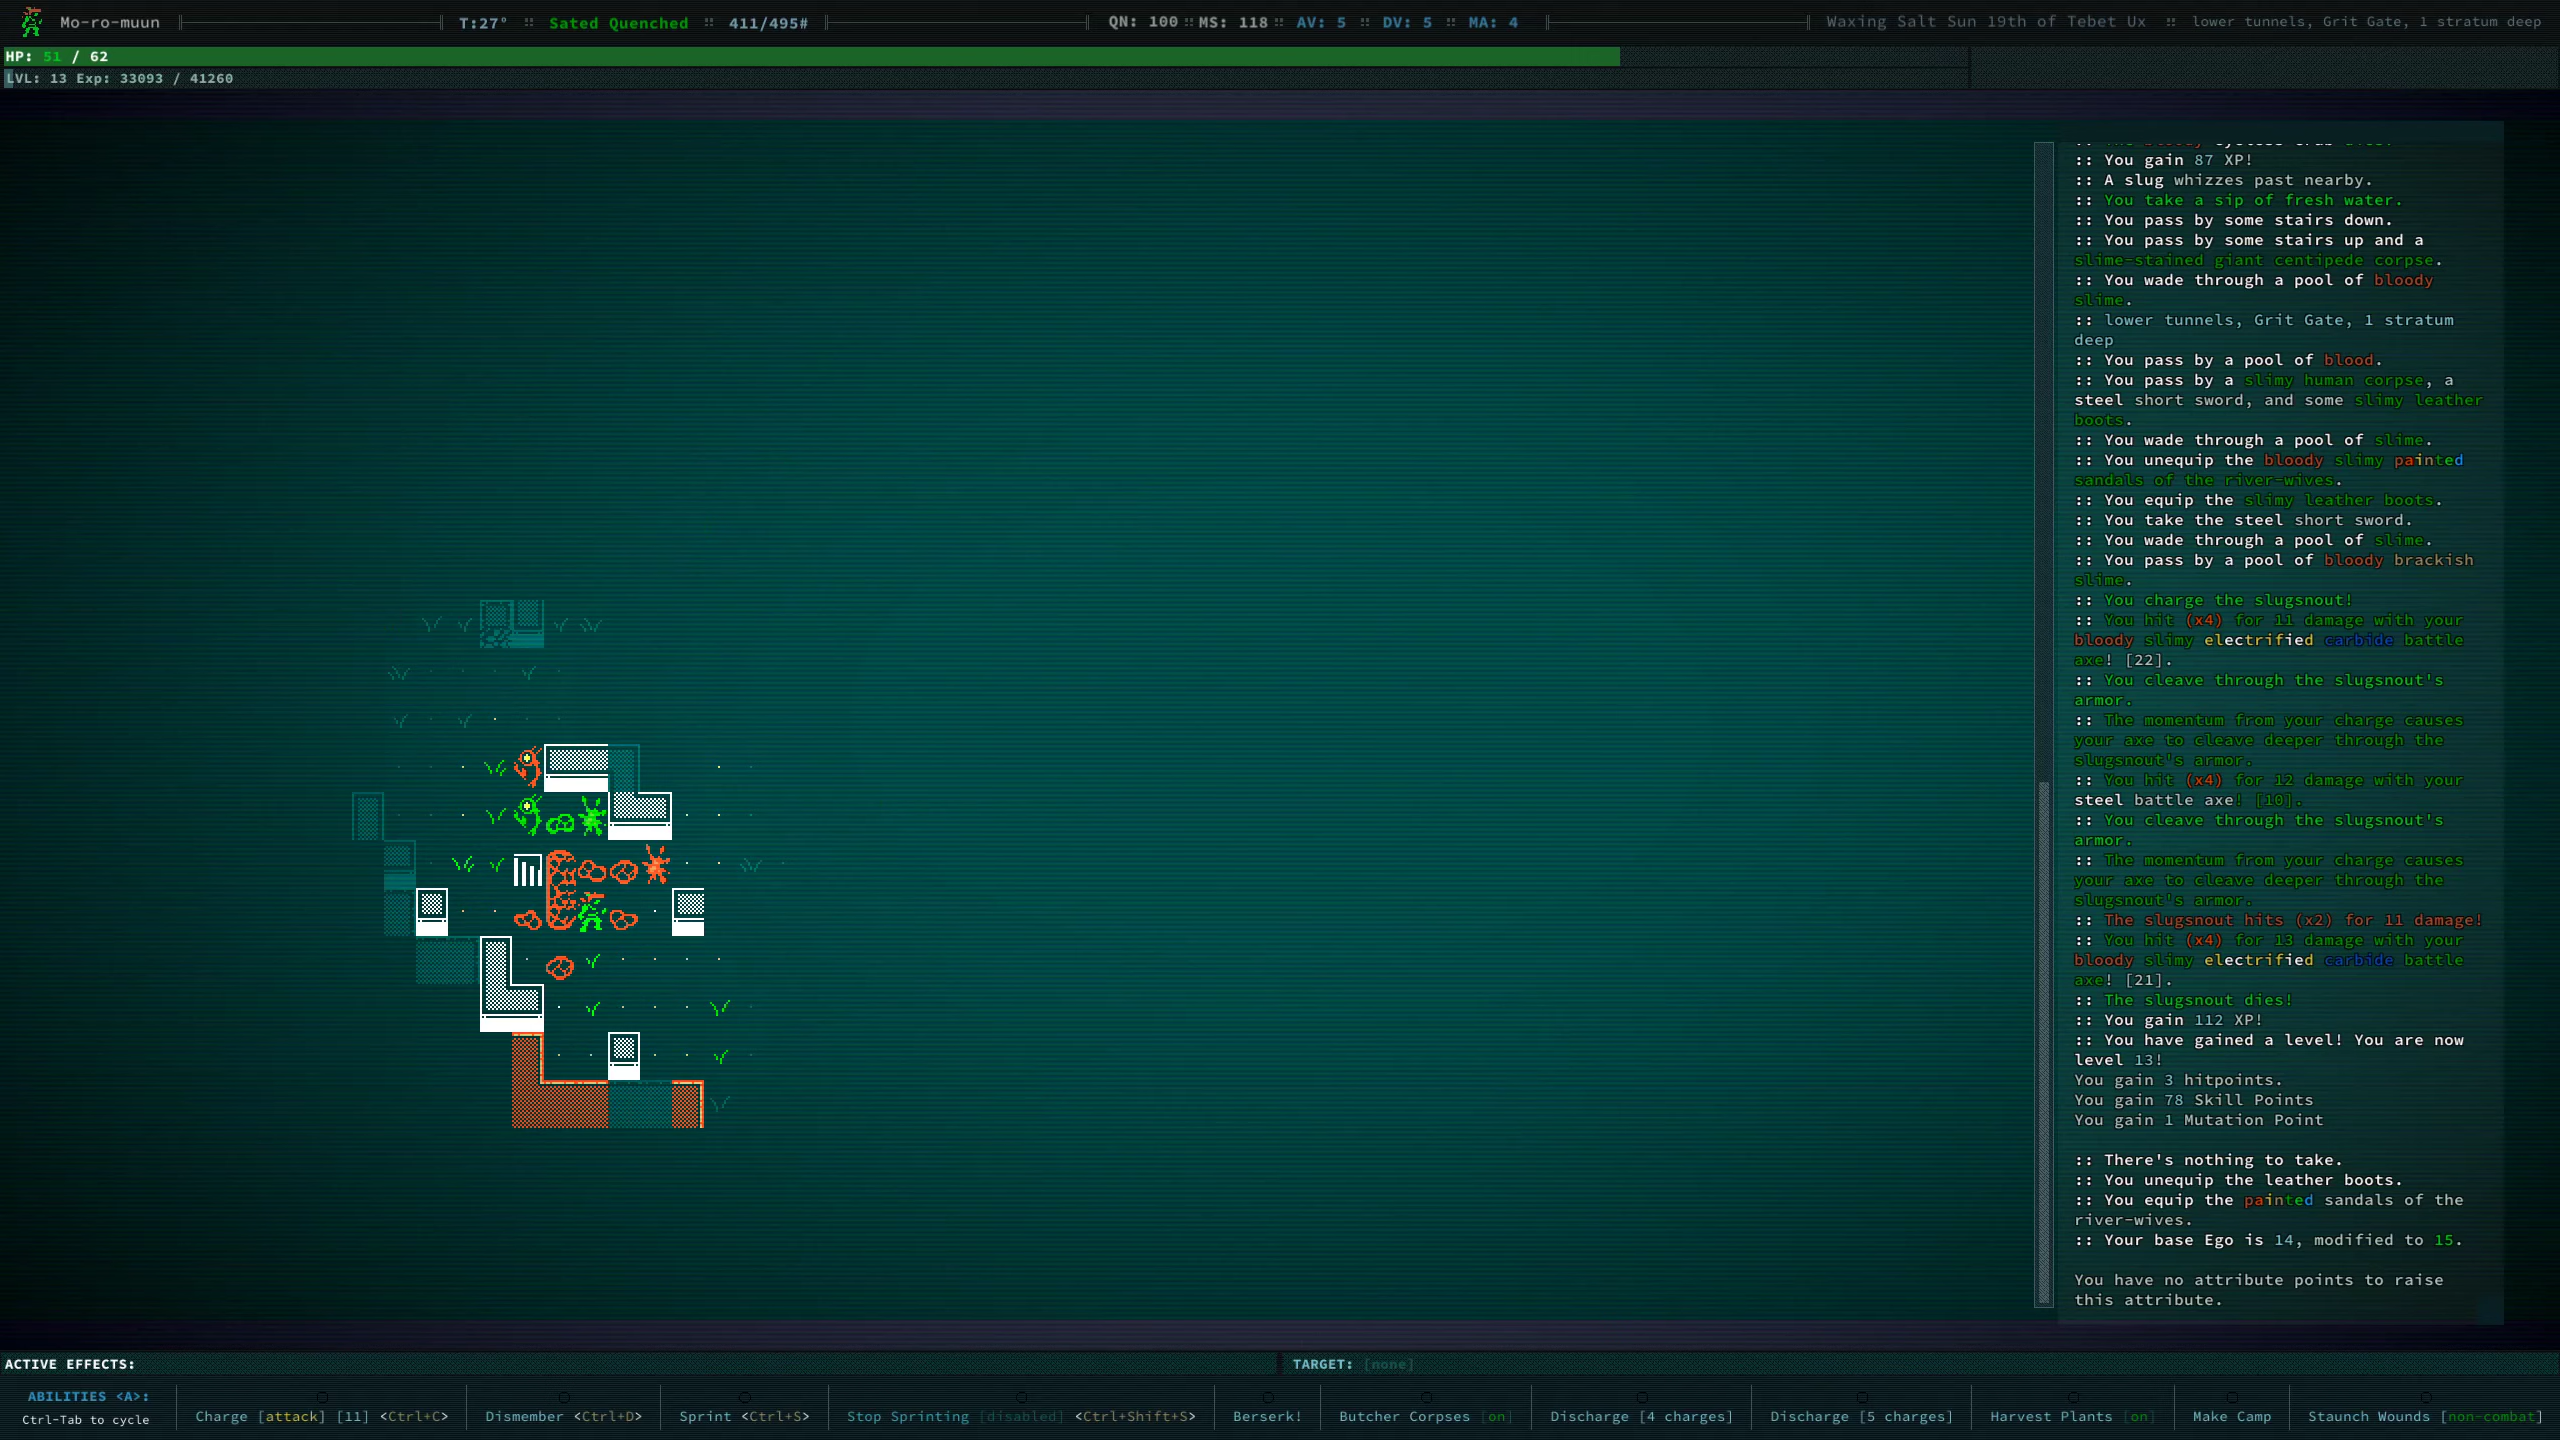 Mo-ro-muun T:27° :: Sated Quenched :: 411/495# QN: 100 :: MS: 118 :: AV: 5 :: DV: 5 :: MA: 4 Waxing Salt Sun 19th of Tebet Ux :: lower tunnels, Grit Gate, 1 stratum deep
HP: 51 / 62
LVL: 13 Exp: 33093 / 41260
:: You gain 87 XP!
:: A slug whizzes past nearby.
:: You take a sip of fresh water.
:: You pass by some stairs down.
:: You pass by some stairs up and a
slime-stained giant centipede corpse.
:: You wade through a pool of bloody
slime.
:: lower tunnels, Grit Gate, 1 stratum
deep
:: You pass by a pool of blood.
:: You pass by a slimy human corpse, a
steel short sword, and some slimy leather
boots.
:: You wade through a pool of slime.
:: You unequip the bloody slimy painted
sandals of the river-wives.
:: You equip the slimy leather boots.
:: You take the steel short sword.
:: You wade through a pool of slime.
:: You pass by a pool of bloody brackish
slime.
:: You charge the slugsnout!
:: You hit (x4) for 11 damage with your
bloody slimy electrified carbide battle
axe! [22].
:: You cleave through the slugsnout's
armor.
:: The momentum from your charge causes
your axe to cleave deeper through the
slugsnout's armor.
:: You hit (x4) for 12 damage with your
steel battle axe! [10].
:: You cleave through the slugsnout's
armor.
:: The momentum from your charge causes
your axe to cleave deeper through the
slugsnout's armor.
:: The slugsnout hits (x2) for 11 damage!
:: You hit (x4) for 13 damage with your
bloody slimy electrified carbide battle
axe! [21].
:: The slugsnout dies!
:: You gain 112 XP!
:: You have gained a level! You are now
level 13!
You gain 3 hitpoints.
You gain 78 Skill Points
You gain 1 Mutation Point
:: There's nothing to take.
:: You unequip the leather boots.
:: You equip the painted sandals of the
river-wives.
:: Your base Ego is 14, modified to 15.
You have no attribute points to raise
this attribute.
ACTIVE EFFECTS: TARGET: [none]
ABILITIES <A>:
Ctrl-Tab to cycle
Charge [attack] [11] <Ctrl+C> Dismember <Ctrl+D> Sprint <Ctrl+S> Stop Sprinting [disabled] <Ctrl+Shift+S> Berserk! Butcher Corpses [on] Discharge [4 charges] Discharge [5 charges] Harvest Plants [on] Make Camp Staunch Wounds [non-combat]